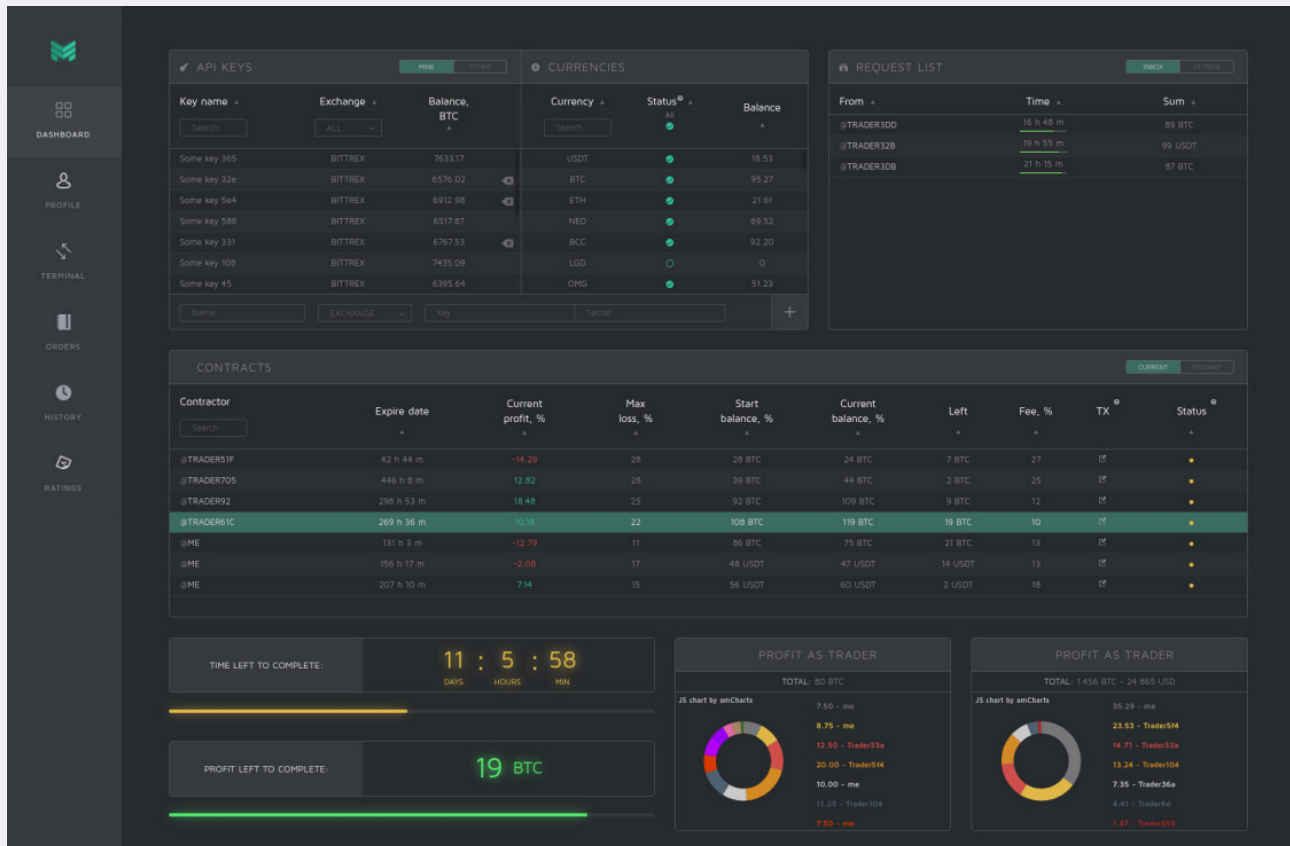 DASHBOARD
PROFILE
TERMINAL
ORDERS
HISTORY
RATINGS
API KEYS MINE OTHER
Key name Exchange Balance, BTC
Search ALL
Some key 365 BITTREX 7633.17
Some key 32e BITTREX 6576.02
Some key 5e4 BITTREX 6912.98
Some key 588 BITTREX 6517.87
Some key 331 BITTREX 6767.53
Some key 108 BITTREX 7435.09
Some key 45 BITTREX 6395.64
Name EXCHANGE Key Secret +
CURRENCIES
Currency Status Balance
Search All
USDT 18.53
BTC 95.27
ETH 21.61
NEO 69.52
BCC 92.20
LGD 0
OMG 51.23
REQUEST LIST INBOX OUTBOX
From Time Sum
@TRADER3DD 16 h 48 m 89 BTC
@TRADER32B 19 h 55 m 99 USDT
@TRADER3DB 21 h 15 m 67 BTC
CONTRACTS CURRENT FINISHED
Contractor Expire date Current profit, % Max loss, % Start balance, % Current balance, % Left Fee, % TX Status
Search
@TRADER51F 42 h 44 m -14.29 28 28 BTC 24 BTC 7 BTC 27
@TRADER705 446 h 8 m 12.82 28 39 BTC 44 BTC 2 BTC 25
@TRADER92 298 h 53 m 18.48 25 92 BTC 109 BTC 9 BTC 12
@TRADER61C 269 h 36 m 10.19 22 108 BTC 119 BTC 19 BTC 10
@ME 131 h 3 m -12.79 11 86 BTC 75 BTC 21 BTC 13
@ME 156 h 17 m -2.08 17 48 USDT 47 USDT 14 USDT 13
@ME 207 h 10 m 7.14 15 56 USDT 60 USDT 2 USDT 18
TIME LEFT TO COMPLETE: 11 : 5 : 58
DAYS HOURS MIN
PROFIT LEFT TO COMPLETE: 19 BTC
PROFIT AS TRADER
TOTAL: 80 BTC
JS chart by amCharts
7.50 - me
8.75 - me
12.50 - Trader33a
20.00 - Trader5f4
10.00 - me
11.25 - Trader104
7.50 - me
PROFIT AS TRADER
TOTAL: 1.456 BTC - 24 865 USD
JS chart by amCharts
35.29 - me
23.53 - Trader5f4
14.71 - Trader33a
13.24 - Trader104
7.35 - Trader36a
4.41 - Trader6d
1.47 - Trader659